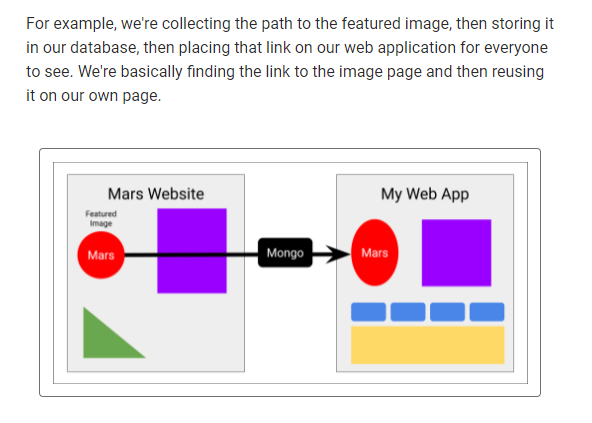 For example, we're collecting the path to the featured image, then storing it
in our database, then placing that link on our web application for everyone
to see. We're basically finding the link to the image page and then reusing
it on our own page.
Mars Website
Featured
Image
Mars
Mongo
My Web App
Mars